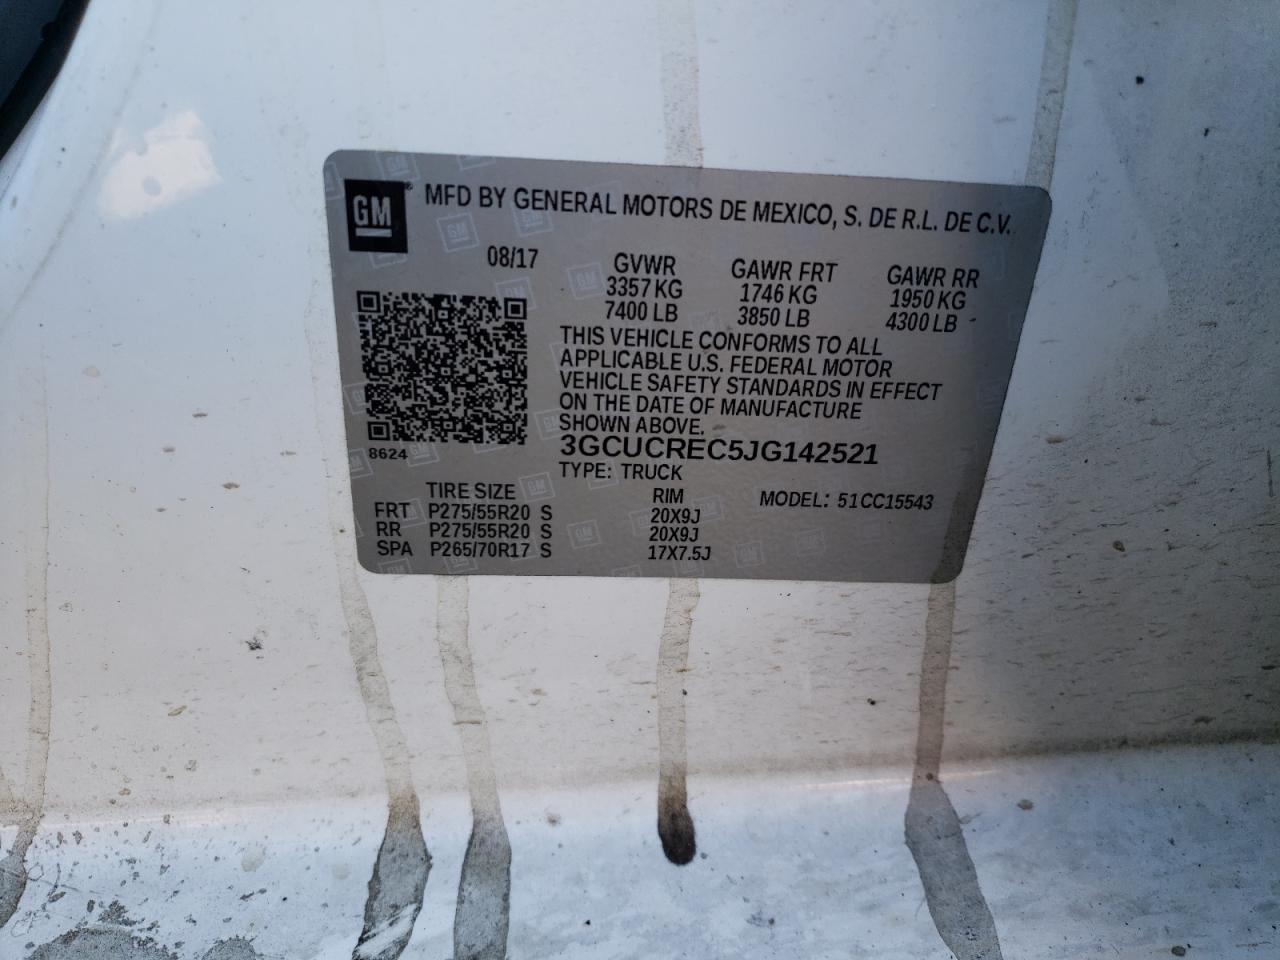 GM MFD BY GENERAL MOTORS DE MEXICO, S. DE R.L. DE C.V.
08/17 GVWR GAWR FRT GAWR RR
3357 KG 1746 KG 1950 KG
7400 LB 3850 LB 4300 LB
THIS VEHICLE CONFORMS TO ALL
APPLICABLE U.S. FEDERAL MOTOR
VEHICLE SAFETY STANDARDS IN EFFECT
ON THE DATE OF MANUFACTURE
SHOWN ABOVE.
8624 3GCUCREC5JG142521
TYPE: TRUCK
TIRE SIZE RIM MODEL: 51CC15543
FRT P275/55R20 S 20X9J
RR P275/55R20 S 20X9J
SPA P265/70R17 S 17X7.5J